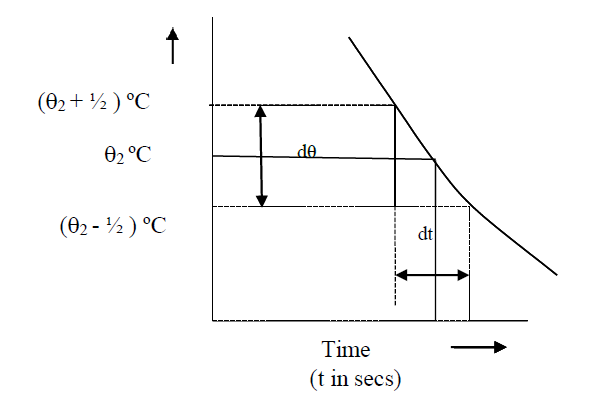 (θ₂ + ½ ) ºC
dθ
θ₂ ºC
(θ₂ - ½ ) ºC
dt
Time
(t in secs)